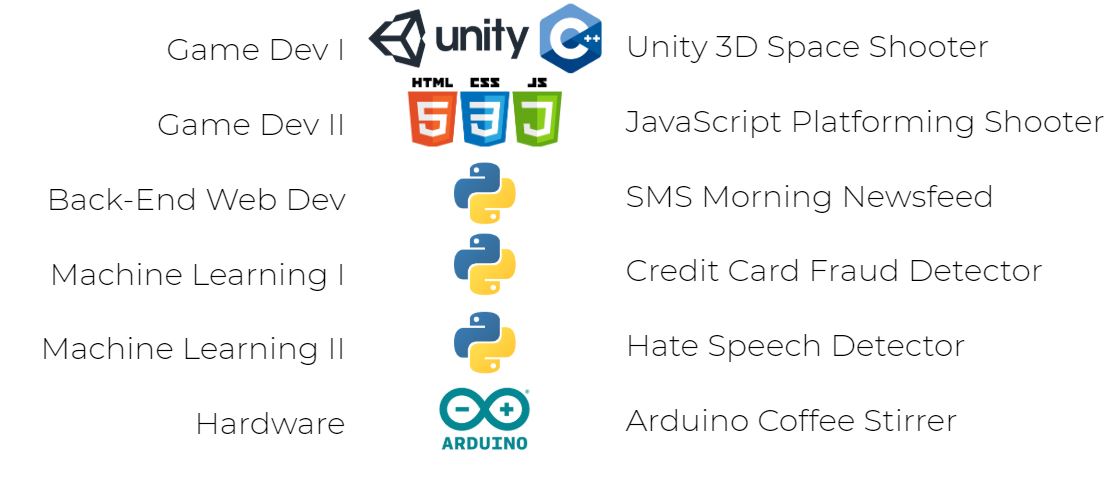 Game Dev I unity C++ Unity 3D Space Shooter
HTML CSS JS
Game Dev II 5 3 J JavaScript Platforming Shooter
Back-End Web Dev SMS Morning Newsfeed
Machine Learning I Credit Card Fraud Detector
Machine Learning II Hate Speech Detector
Hardware Arduino Coffee Stirrer
ARDUINO